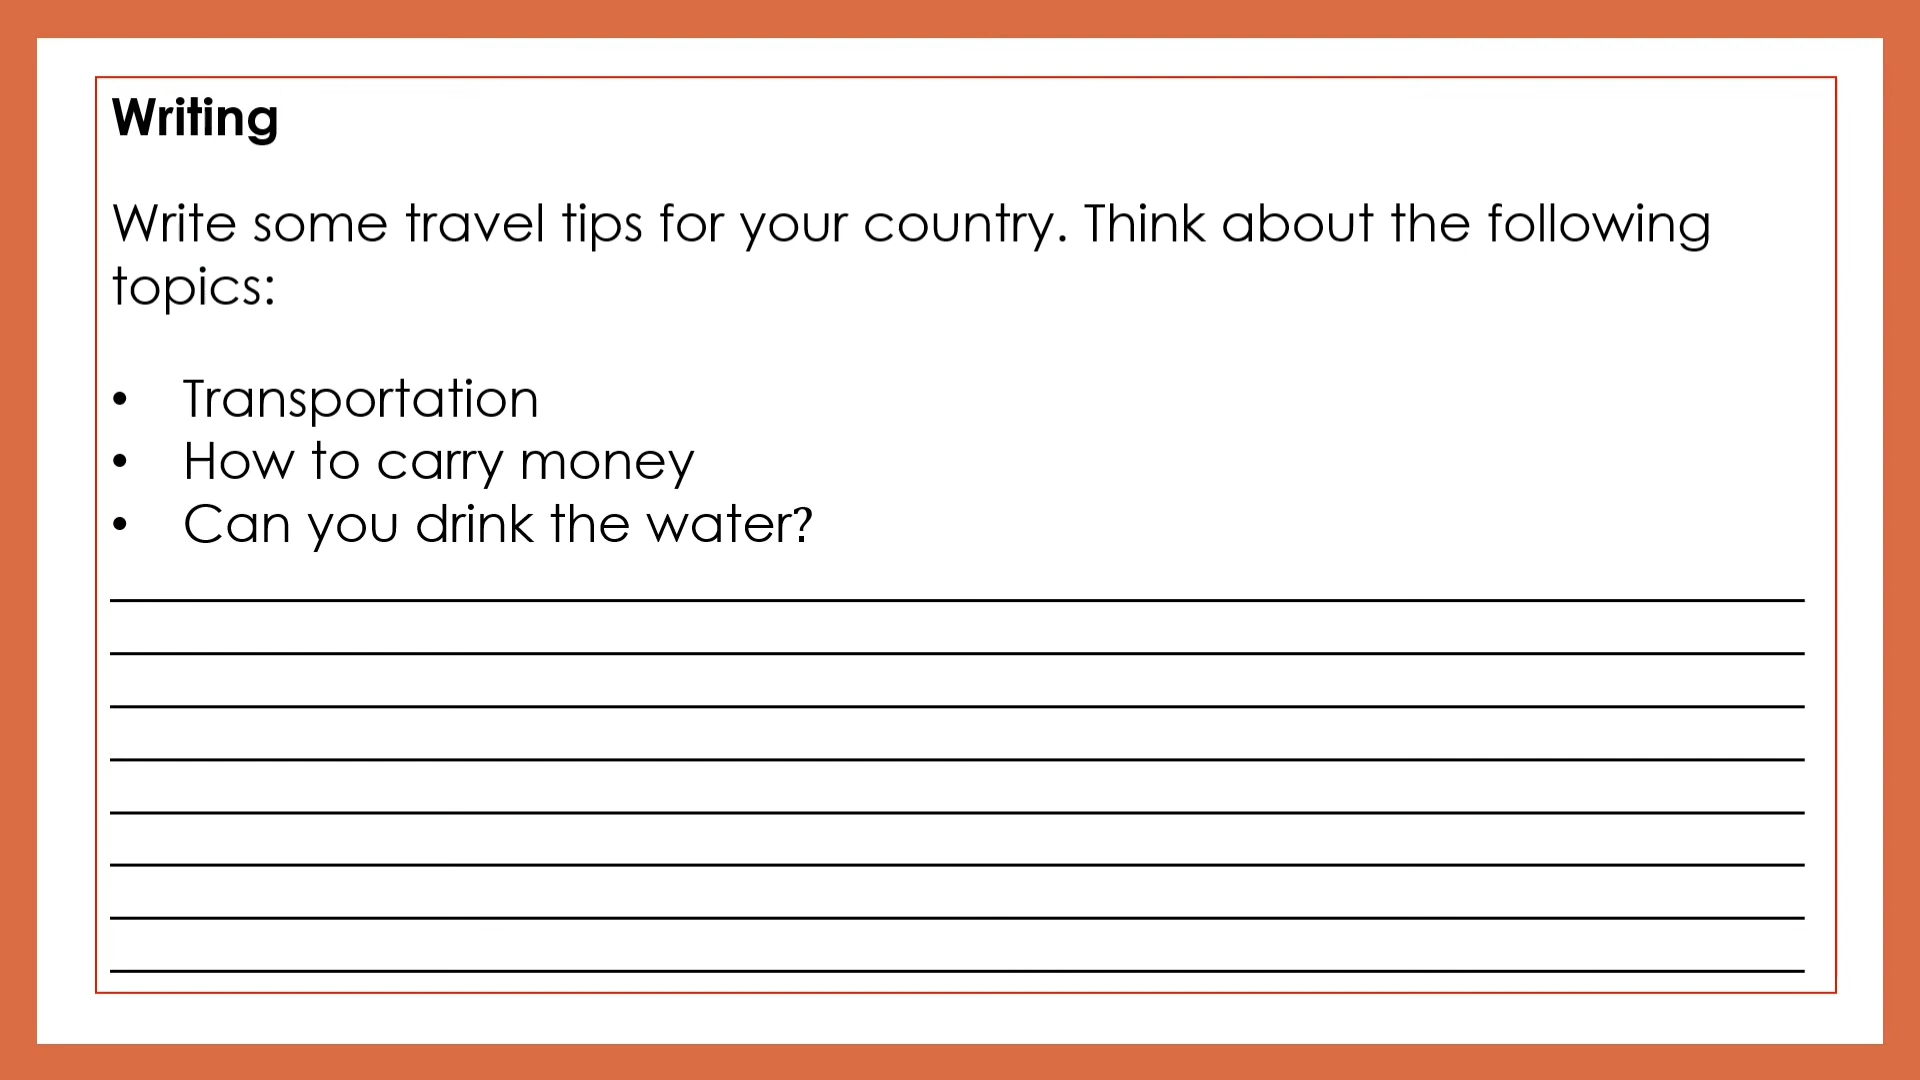 Writing
Write some travel tips for your country. Think about the following
topics:
• Transportation
• How to carry money
• Can you drink the water?